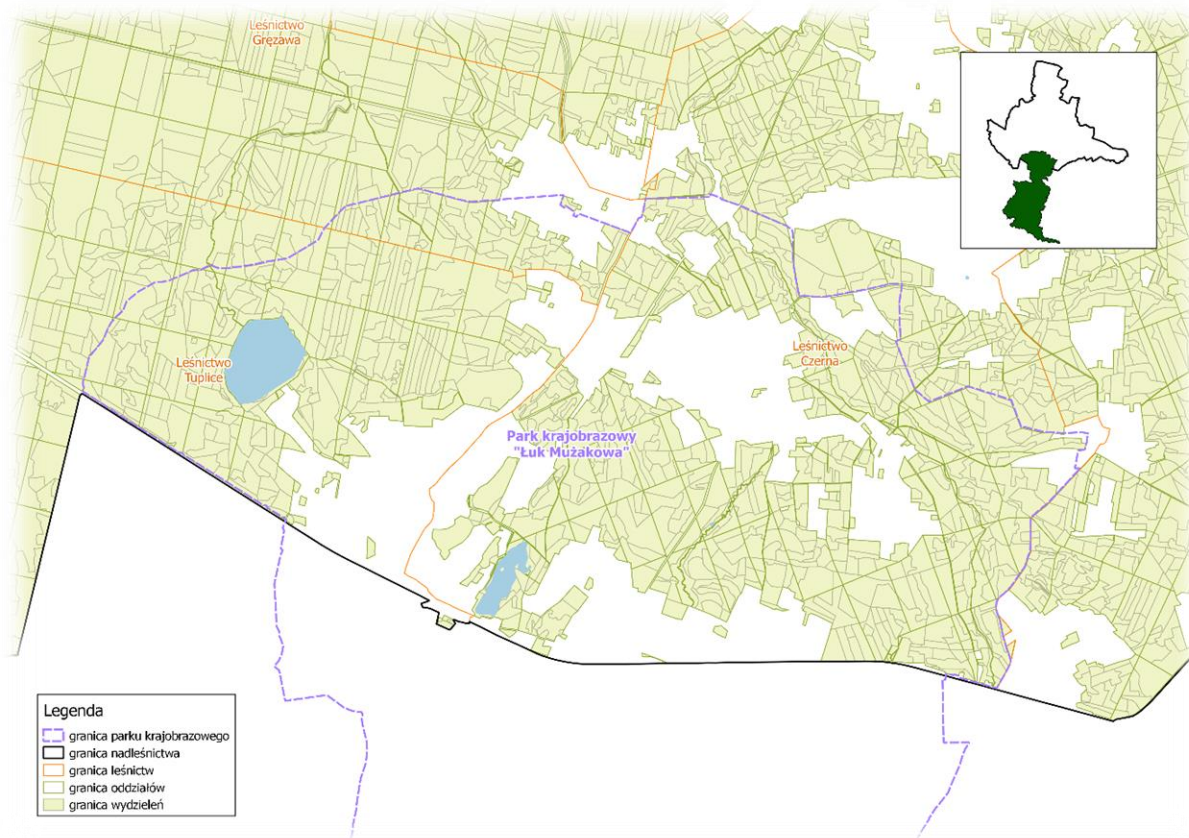 Leśnictwo
Gręzawa
Leśnictwo
Tuplice
Leśnictwo
Czerna
Park krajobrazowy
"Łuk Mużakowa"
Legenda
granica parku krajobrazowego
granica nadleśnictwa
granica leśnictw
granica oddziałów
granica wydzieleń